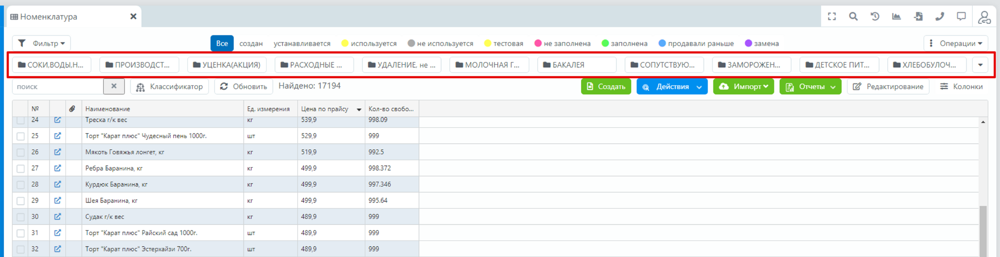 Номенклатура
Фильтр Все создан устанавливается используется не используется тестовая не заполнена заполнена продавали раньше замена Операции
СОКИ,ВОДЫ,Н... ПРОИЗВОДСТ... УЦЕНКА(АКЦИЯ) РАСХОДНЫЕ ... УДАЛЕНИЕ, не ... МОЛОЧНАЯ Г... БАКАЛЕЯ СОПУТСТВУЮ... ЗАМОРОЖЕН... ДЕТСКОЕ ПИТ... ХЛЕБОБУЛОЧ...
поиск Классификатор Обновить Найдено: 17194 Создать Действия Импорт Отчеты Редактирование Колонки
№ Наименование Ед. измерения Цена по прайсу Кол-во свобо...
24 Треска г/к вес кг 539,9 998.09
25 Торт "Карат плюс" Чудесный пень 1000г. шт 529,9 999
26 Мякоть Говяжья лонгет, кг кг 519,9 992.5
27 Ребра Баранина, кг кг 499,9 998.372
28 Курдюк Баранина, кг кг 499,9 997.346
29 Шея Баранина, кг кг 499,9 995.64
30 Судак г/к вес кг 489,9 999
31 Торт "Карат плюс" Райский сад 1000г. шт 489,9 999
32 Торт "Карат плюс" Эстерхайзи 700г. шт 489,9 999